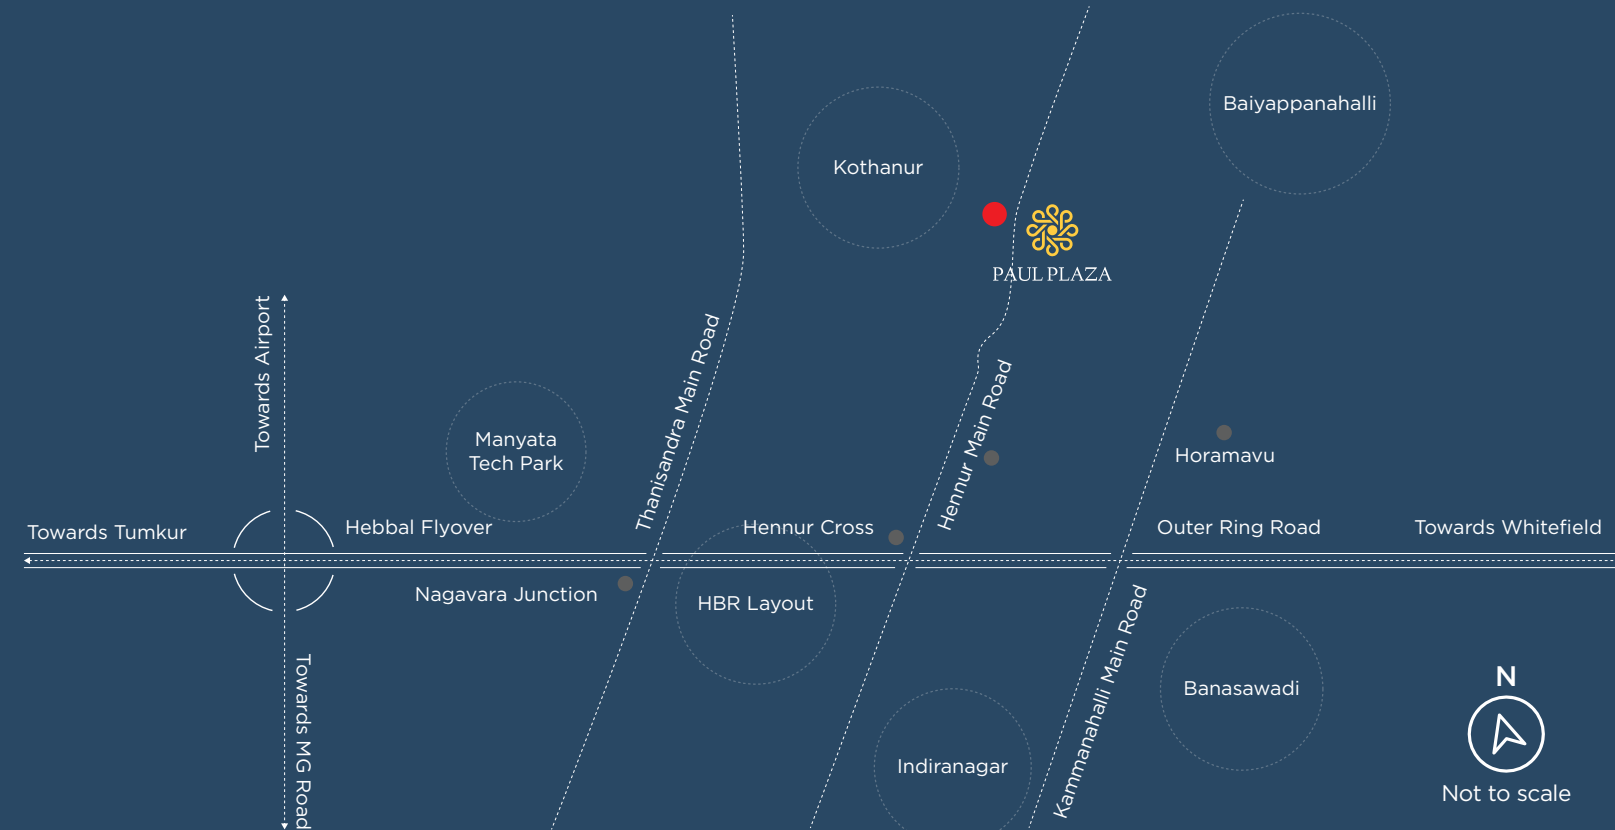 Baiyappanahalli
Kothanur
PAUL PLAZA
Towards Airport
Thanisandra Main Road
Hennur Main Road
Manyata
Tech Park
Horamavu
Towards Tumkur
Hebbal Flyover
Hennur Cross
Outer Ring Road
Towards Whitefield
Nagavara Junction
HBR Layout
Kammanahalli Main Road
Towards MG Road
Banasawadi
Indiranagar
N
Not to scale